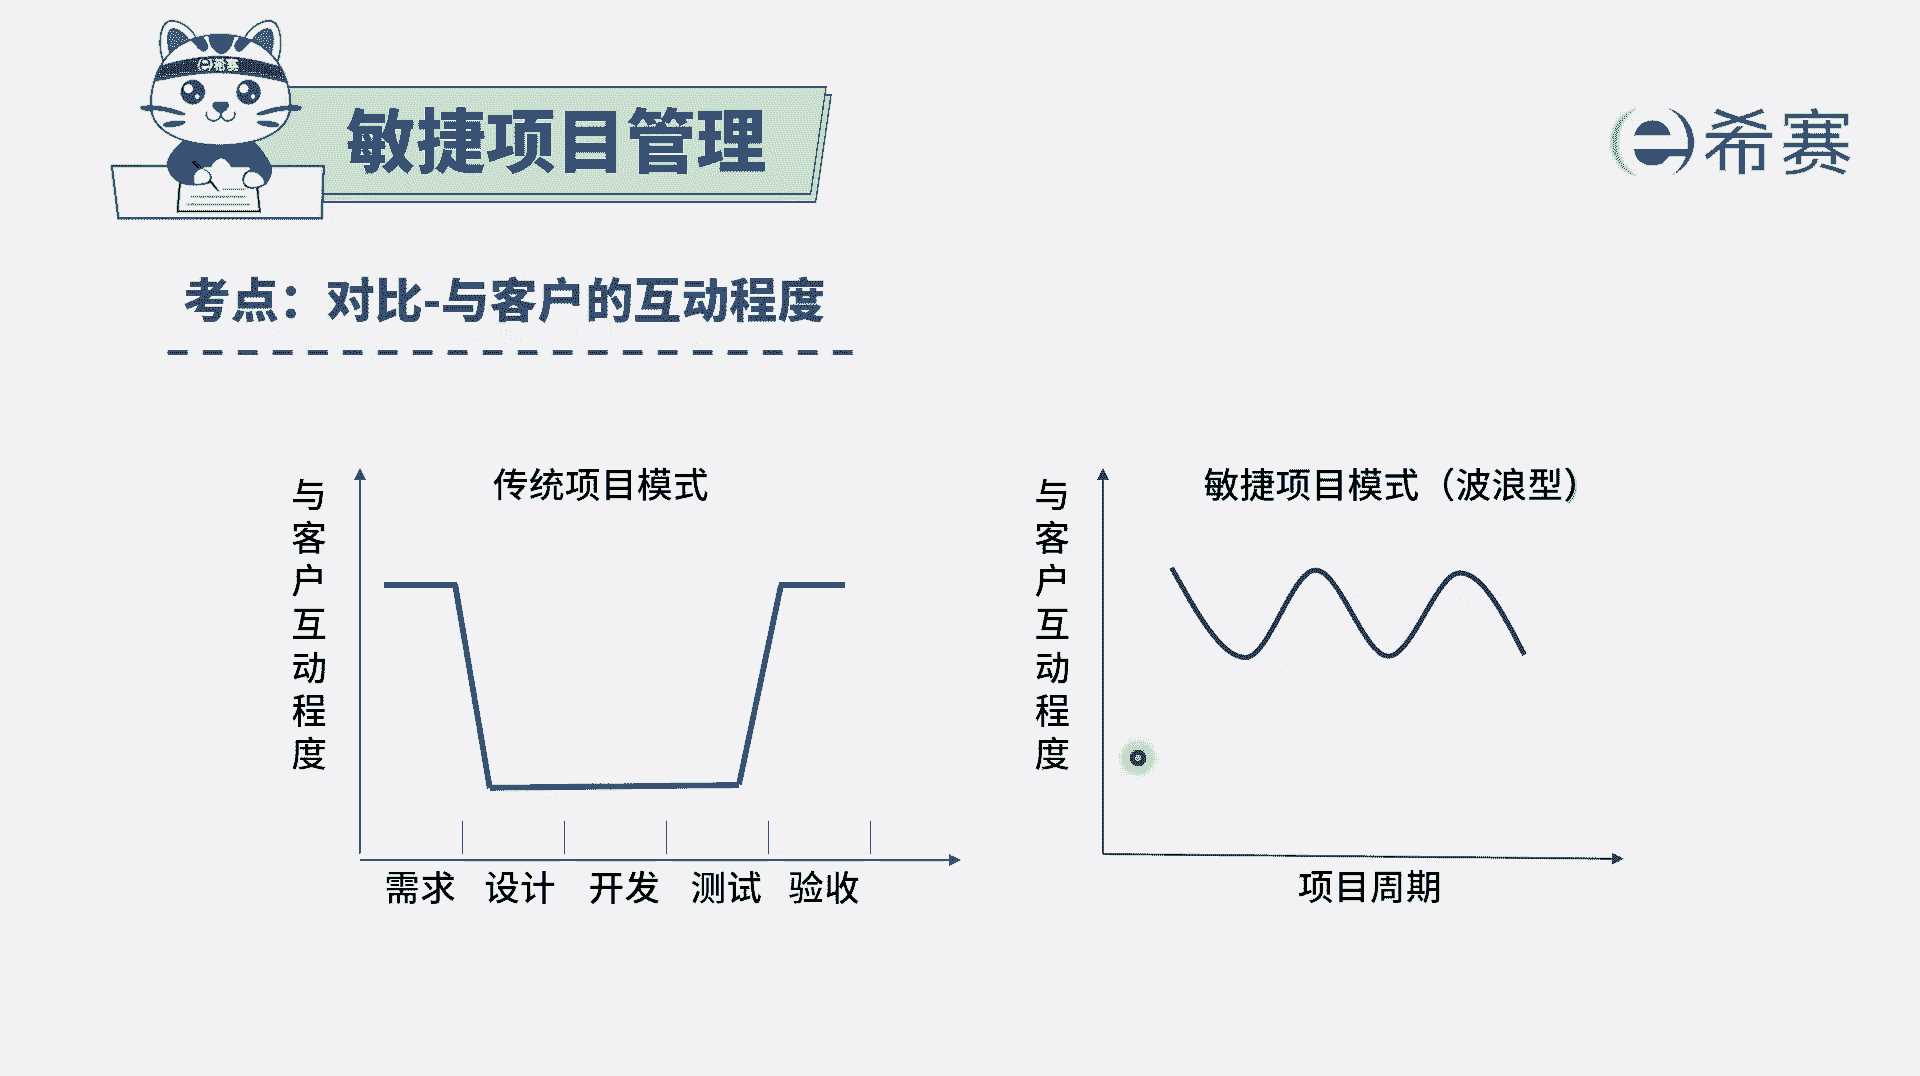 e希赛
敏捷项目管理
e希赛
考点：对比-与客户的互动程度
与客户互动程度
传统项目模式
需求 设计 开发 测试 验收
与客户互动程度
敏捷项目模式（波浪型）
项目周期